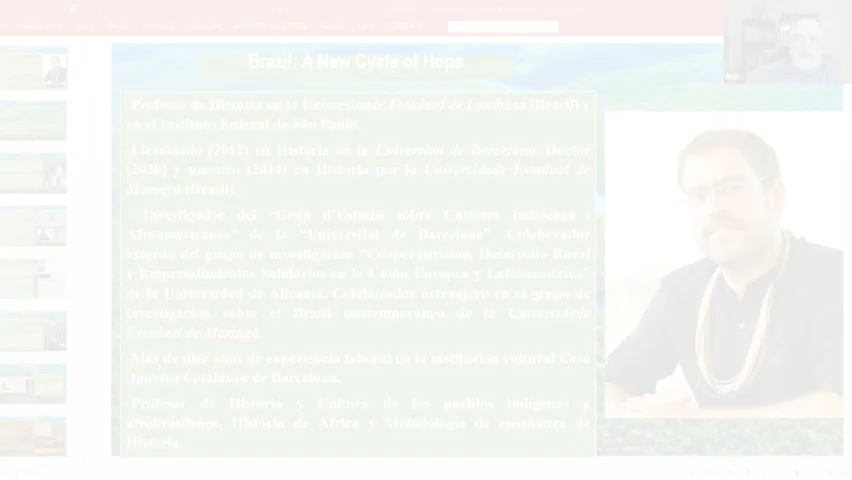 Brazil: A New Cycle of Hope
-Profesor de Historia en la Universidade Estadual de Londrina (Brasil) y
en el Instituto Federal de São Paulo.
-Licenciado (2012) en Historia en la Universitat de Barcelona. Doctor
(2020) y maestro (2014) en Historia por la Universidade Estadual de
Maringá (Brasil).
- Investigador del "Grup d'Estudis sobre Cultures Indígenes i
Afroamericanes" de la "Universitat de Barcelona". Colaborador
externo del grupo de investigación "Cooperativismo, Desarrollo Rural
y Emprendimientos Solidarios en la Unión Europea y Latinoamérica"
de la Universidad de Alicante. Colaborador extranjero en el grupo de
investigación sobre el Brasil contemporáneo de la Universidade
Estadual de Maringá.
-Más de diez años de experiencia laboral en la institución cultural Casa
Amèrica Catalunya de Barcelona.
-Profesor de Historia y Cultura de los pueblos indígenas y
afrobrasileños, Historia de África y Metodología de enseñanza de
Historia.